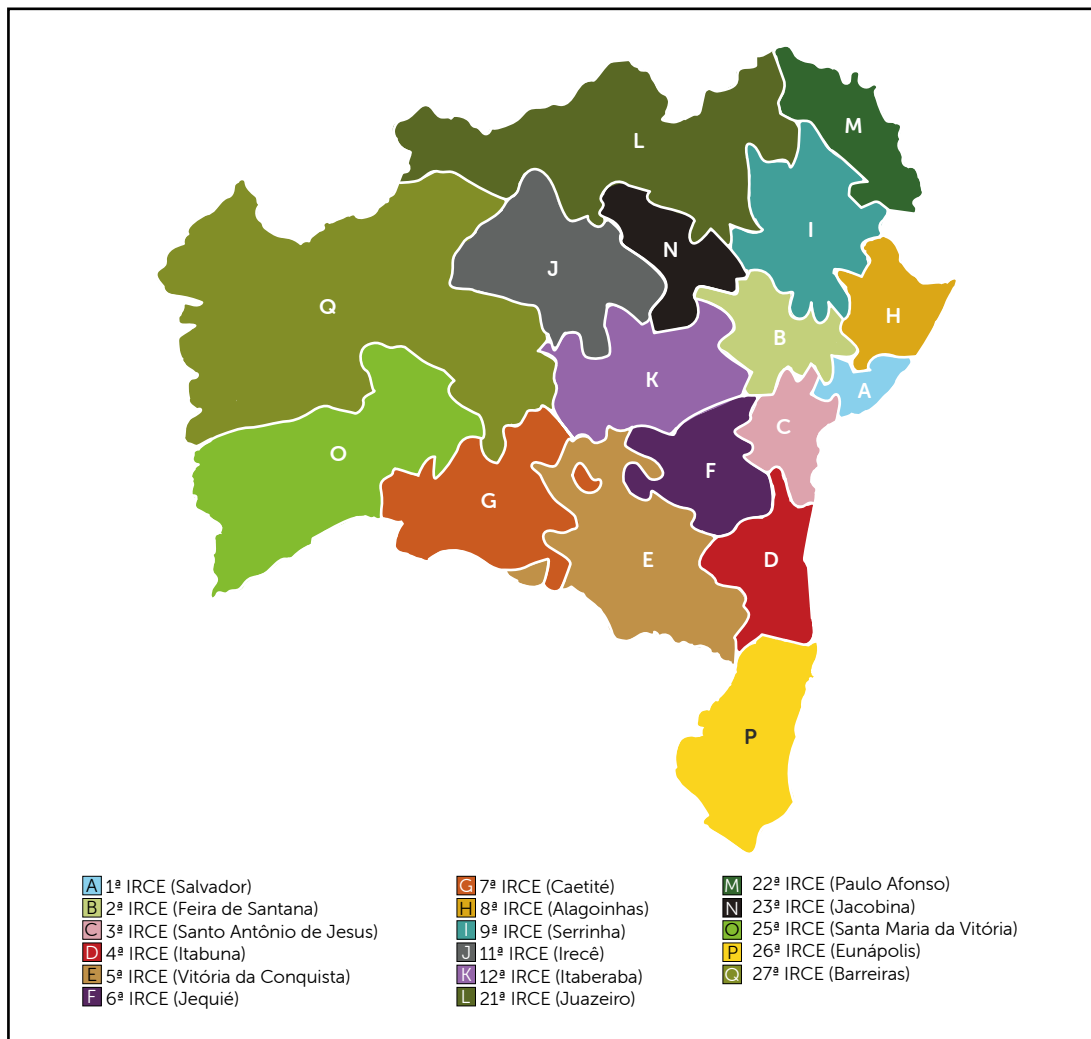 M
L
I
N
J
Q
H
B
K
A
C
O
F
G
E
D
P
A 1ª IRCE (Salvador)
B 2ª IRCE (Feira de Santana)
C 3ª IRCE (Santo Antônio de Jesus)
D 4ª IRCE (Itabuna)
E 5ª IRCE (Vitória da Conquista)
F 6ª IRCE (Jequié)
G 7ª IRCE (Caetité)
H 8ª IRCE (Alagoinhas)
I 9ª IRCE (Serrinha)
J 11ª IRCE (Irecê)
K 12ª IRCE (Itaberaba)
L 21ª IRCE (Juazeiro)
M 22ª IRCE (Paulo Afonso)
N 23ª IRCE (Jacobina)
O 25ª IRCE (Santa Maria da Vitória)
P 26ª IRCE (Eunápolis)
Q 27ª IRCE (Barreiras)